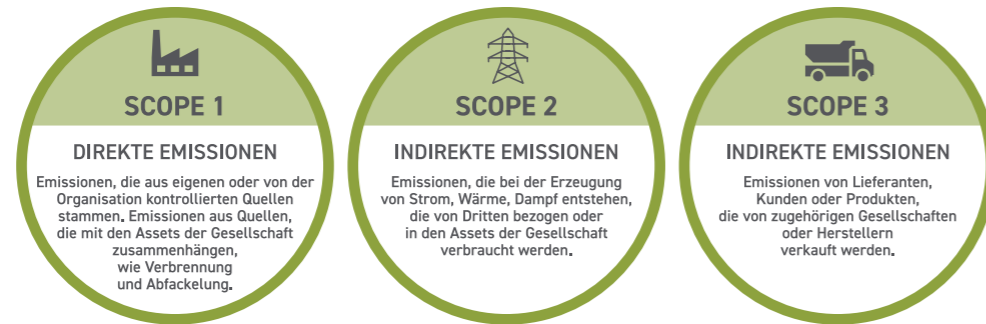 SCOPE 1
DIREKTE EMISSIONEN
Emissionen, die aus eigenen oder von der
Organisation kontrollierten Quellen
stammen. Emissionen aus Quellen,
die mit den Assets der Gesellschaft
zusammenhängen,
wie Verbrennung
und Abfackelung.
SCOPE 2
INDIREKTE EMISSIONEN
Emissionen, die bei der Erzeugung
von Strom, Wärme, Dampf entstehen,
die von Dritten bezogen oder
in den Assets der Gesellschaft
verbraucht werden.
SCOPE 3
INDIREKTE EMISSIONEN
Emissionen von Lieferanten,
Kunden oder Produkten,
die von zugehörigen Gesellschaften
oder Herstellern
verkauft werden.